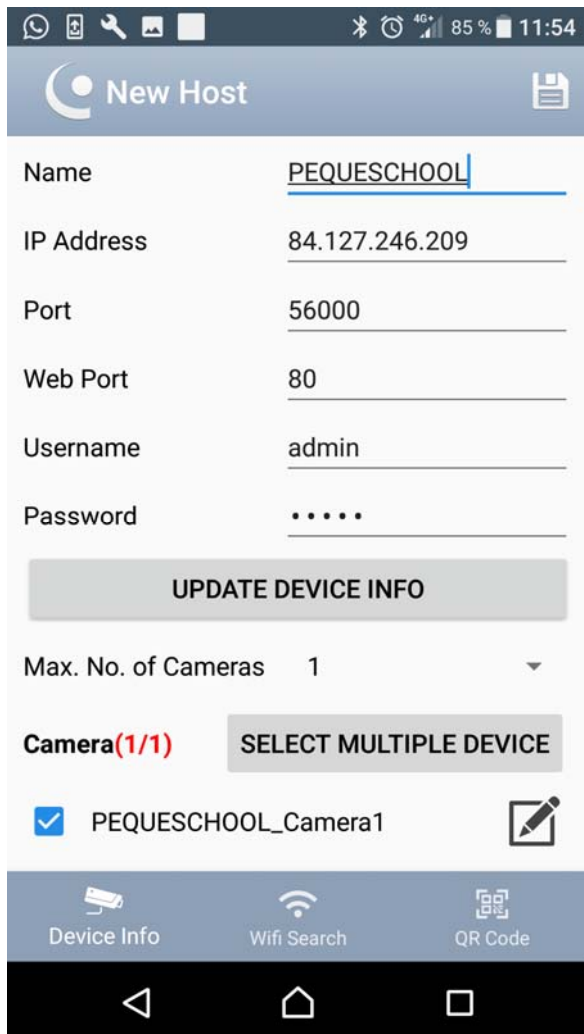 4G+ 85 % 11:54
New Host
Name PEQUESCHOOL
IP Address 84.127.246.209
Port 56000
Web Port 80
Username admin
Password •••••
UPDATE DEVICE INFO
Max. No. of Cameras 1
Camera(1/1) SELECT MULTIPLE DEVICE
PEQUESCHOOL_Camera1
Device Info Wifi Search QR Code